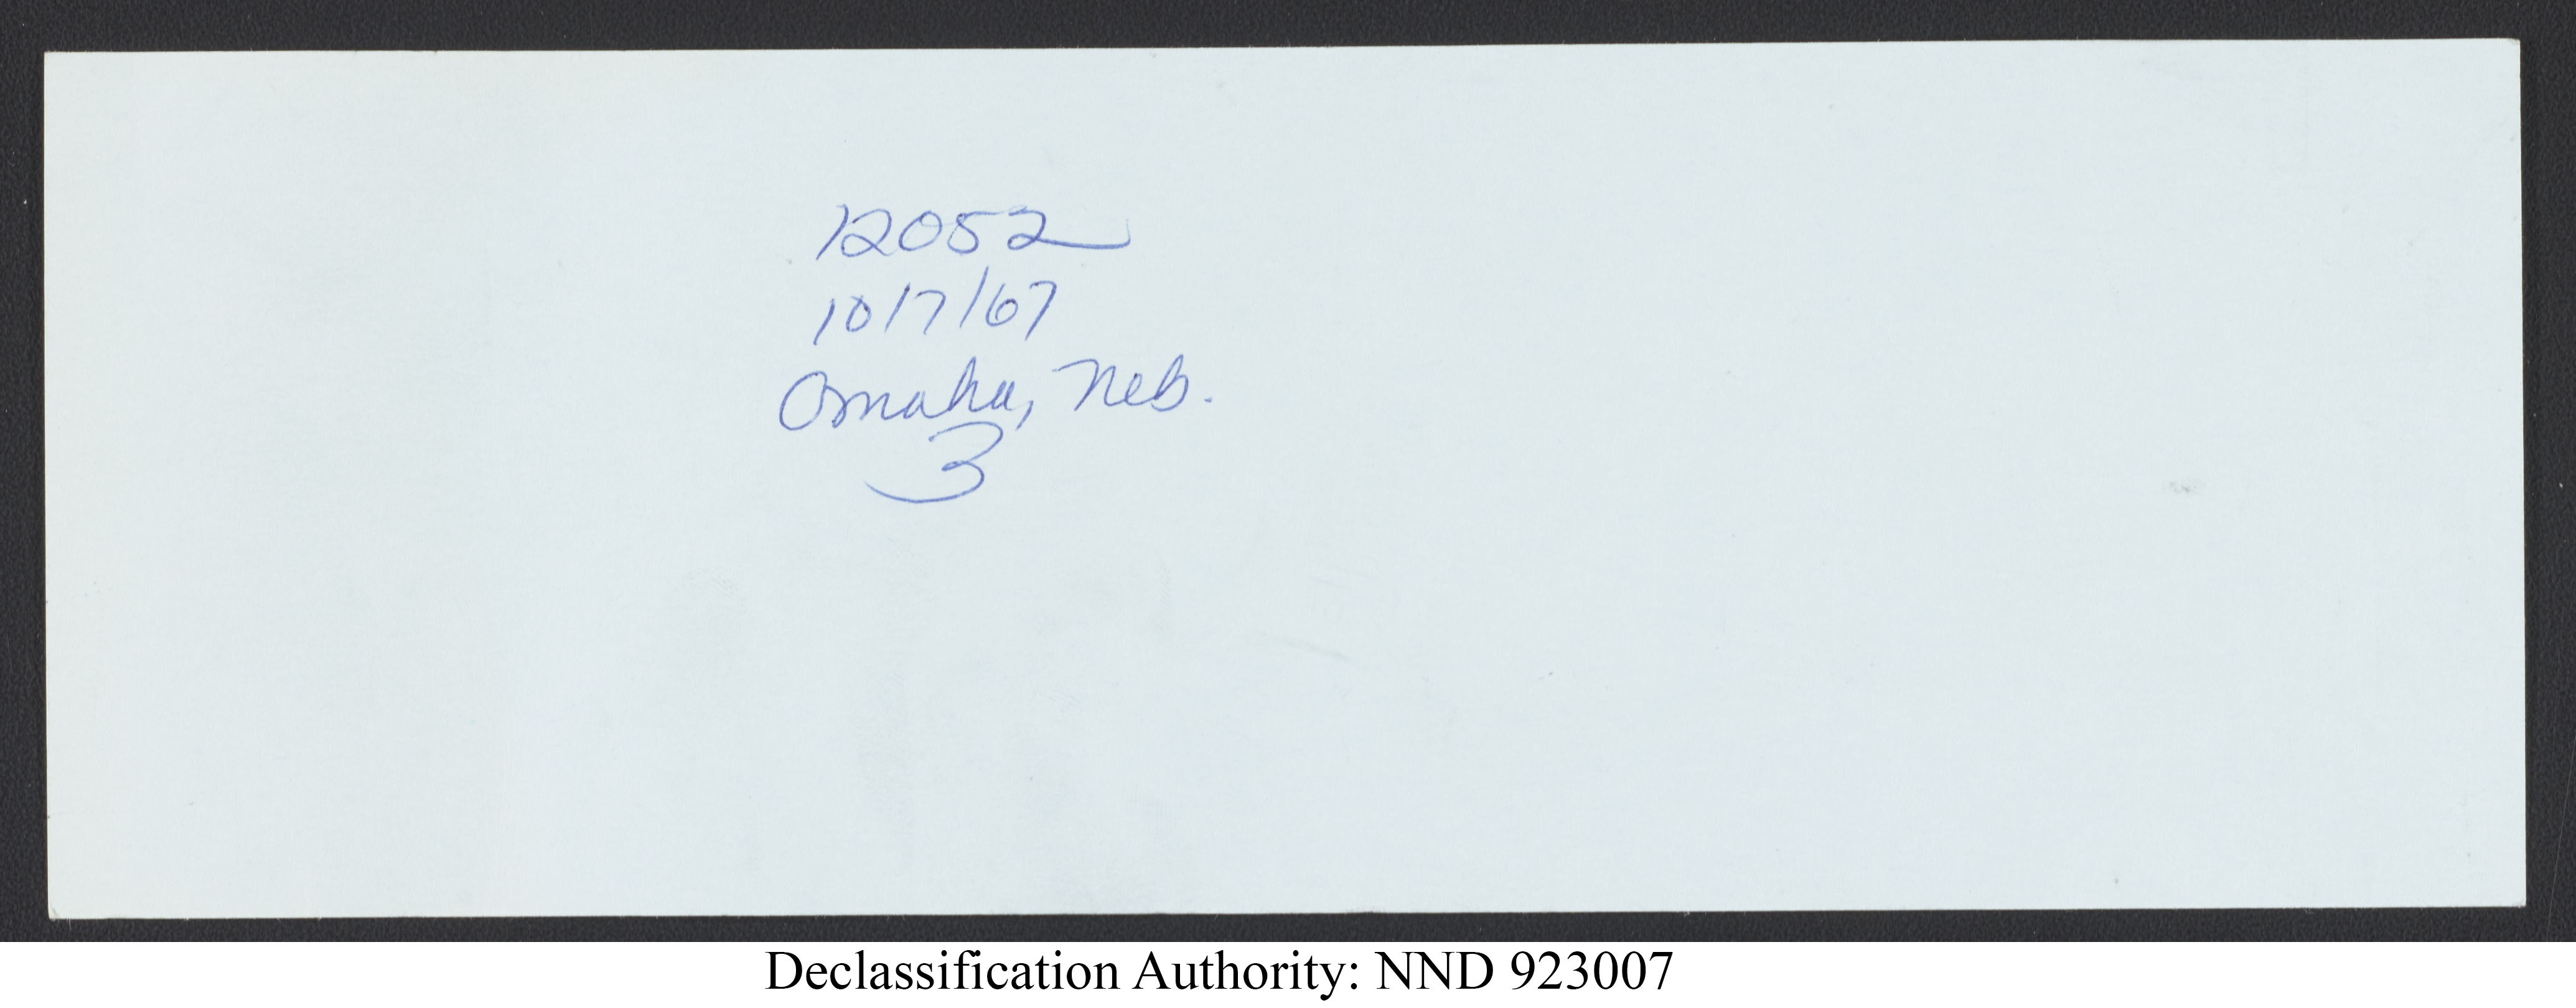 12052
10/7/67
Omaha, Neb.
3
Declassification Authority: NND 923007